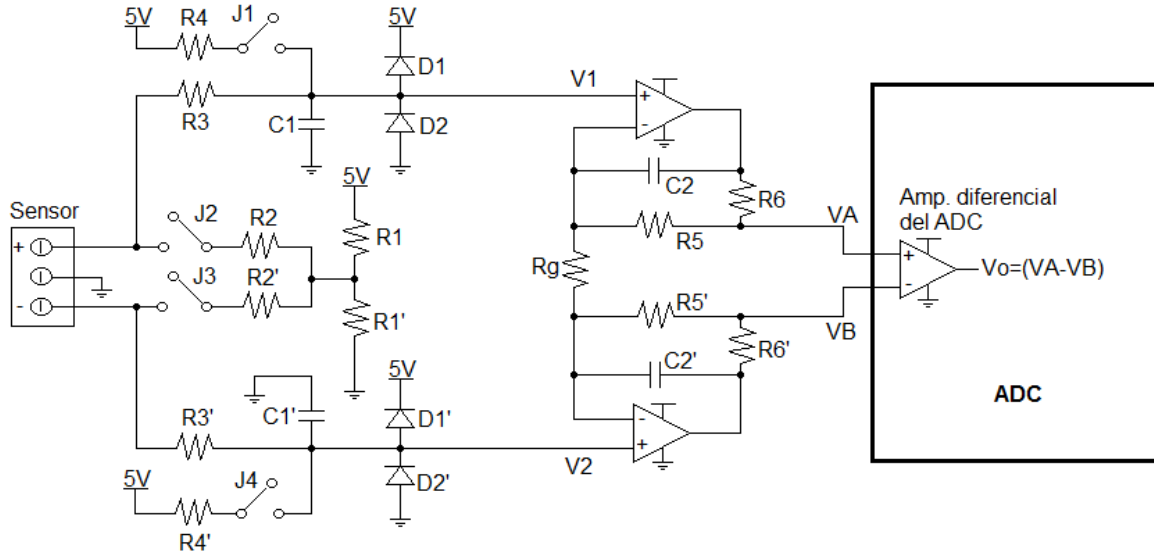 5V R4 J1 5V
D1
V1
+
R3
-
C1 D2
C2
R6
5V
Sensor
J2 R2
R1
+
R5
VA
Amp. diferencial
del ADC
+
Vo=(VA-VB)
-
Rg
J3
R2'
-
R1'
R5'
VB
R6'
C2'
5V
ADC
C1'
D1'
R3'
-
+
V2
5V
J4
D2'
R4'